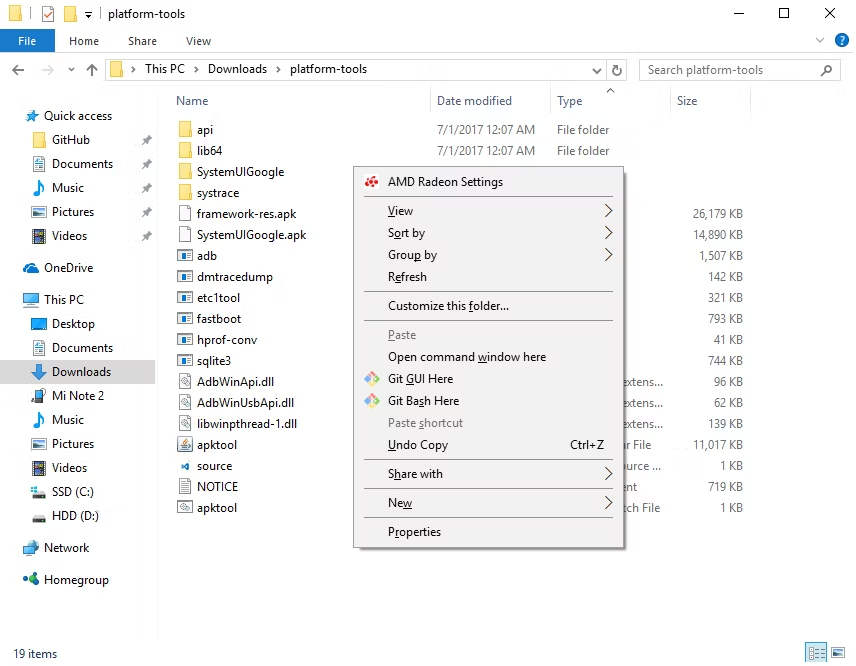 platform-tools
File Home Share View
This PC Downloads platform-tools Search platform-tools
Name Date modified Type Size
Quick access
GitHub
Documents
Music
Pictures
Videos
OneDrive
This PC
Desktop
Documents
Downloads
Mi Note 2
Music
Pictures
Videos
SSD (C:)
HDD (D:)
Network
Homegroup
api 7/1/2017 12:07 AM File folder
lib64 7/1/2017 12:07 AM File folder
SystemUIGoogle
systrace
framework-res.apk 26,179 KB
SystemUIGoogle.apk 14,890 KB
adb 1,507 KB
dmtracedump 142 KB
etc1tool 321 KB
fastboot 793 KB
hprof-conv 41 KB
sqlite3 744 KB
AdbWinApi.dll extens... 96 KB
AdbWinUsbApi.dll extens... 62 KB
libwinpthread-1.dll extens... 139 KB
apktool r File 11,017 KB
source urce ... 1 KB
NOTICE ent 719 KB
apktool ch File 1 KB
AMD Radeon Settings
View
Sort by
Group by
Refresh
Customize this folder...
Paste
Open command window here
Git GUI Here
Git Bash Here
Paste shortcut
Undo Copy Ctrl+Z
Share with
New
Properties
19 items